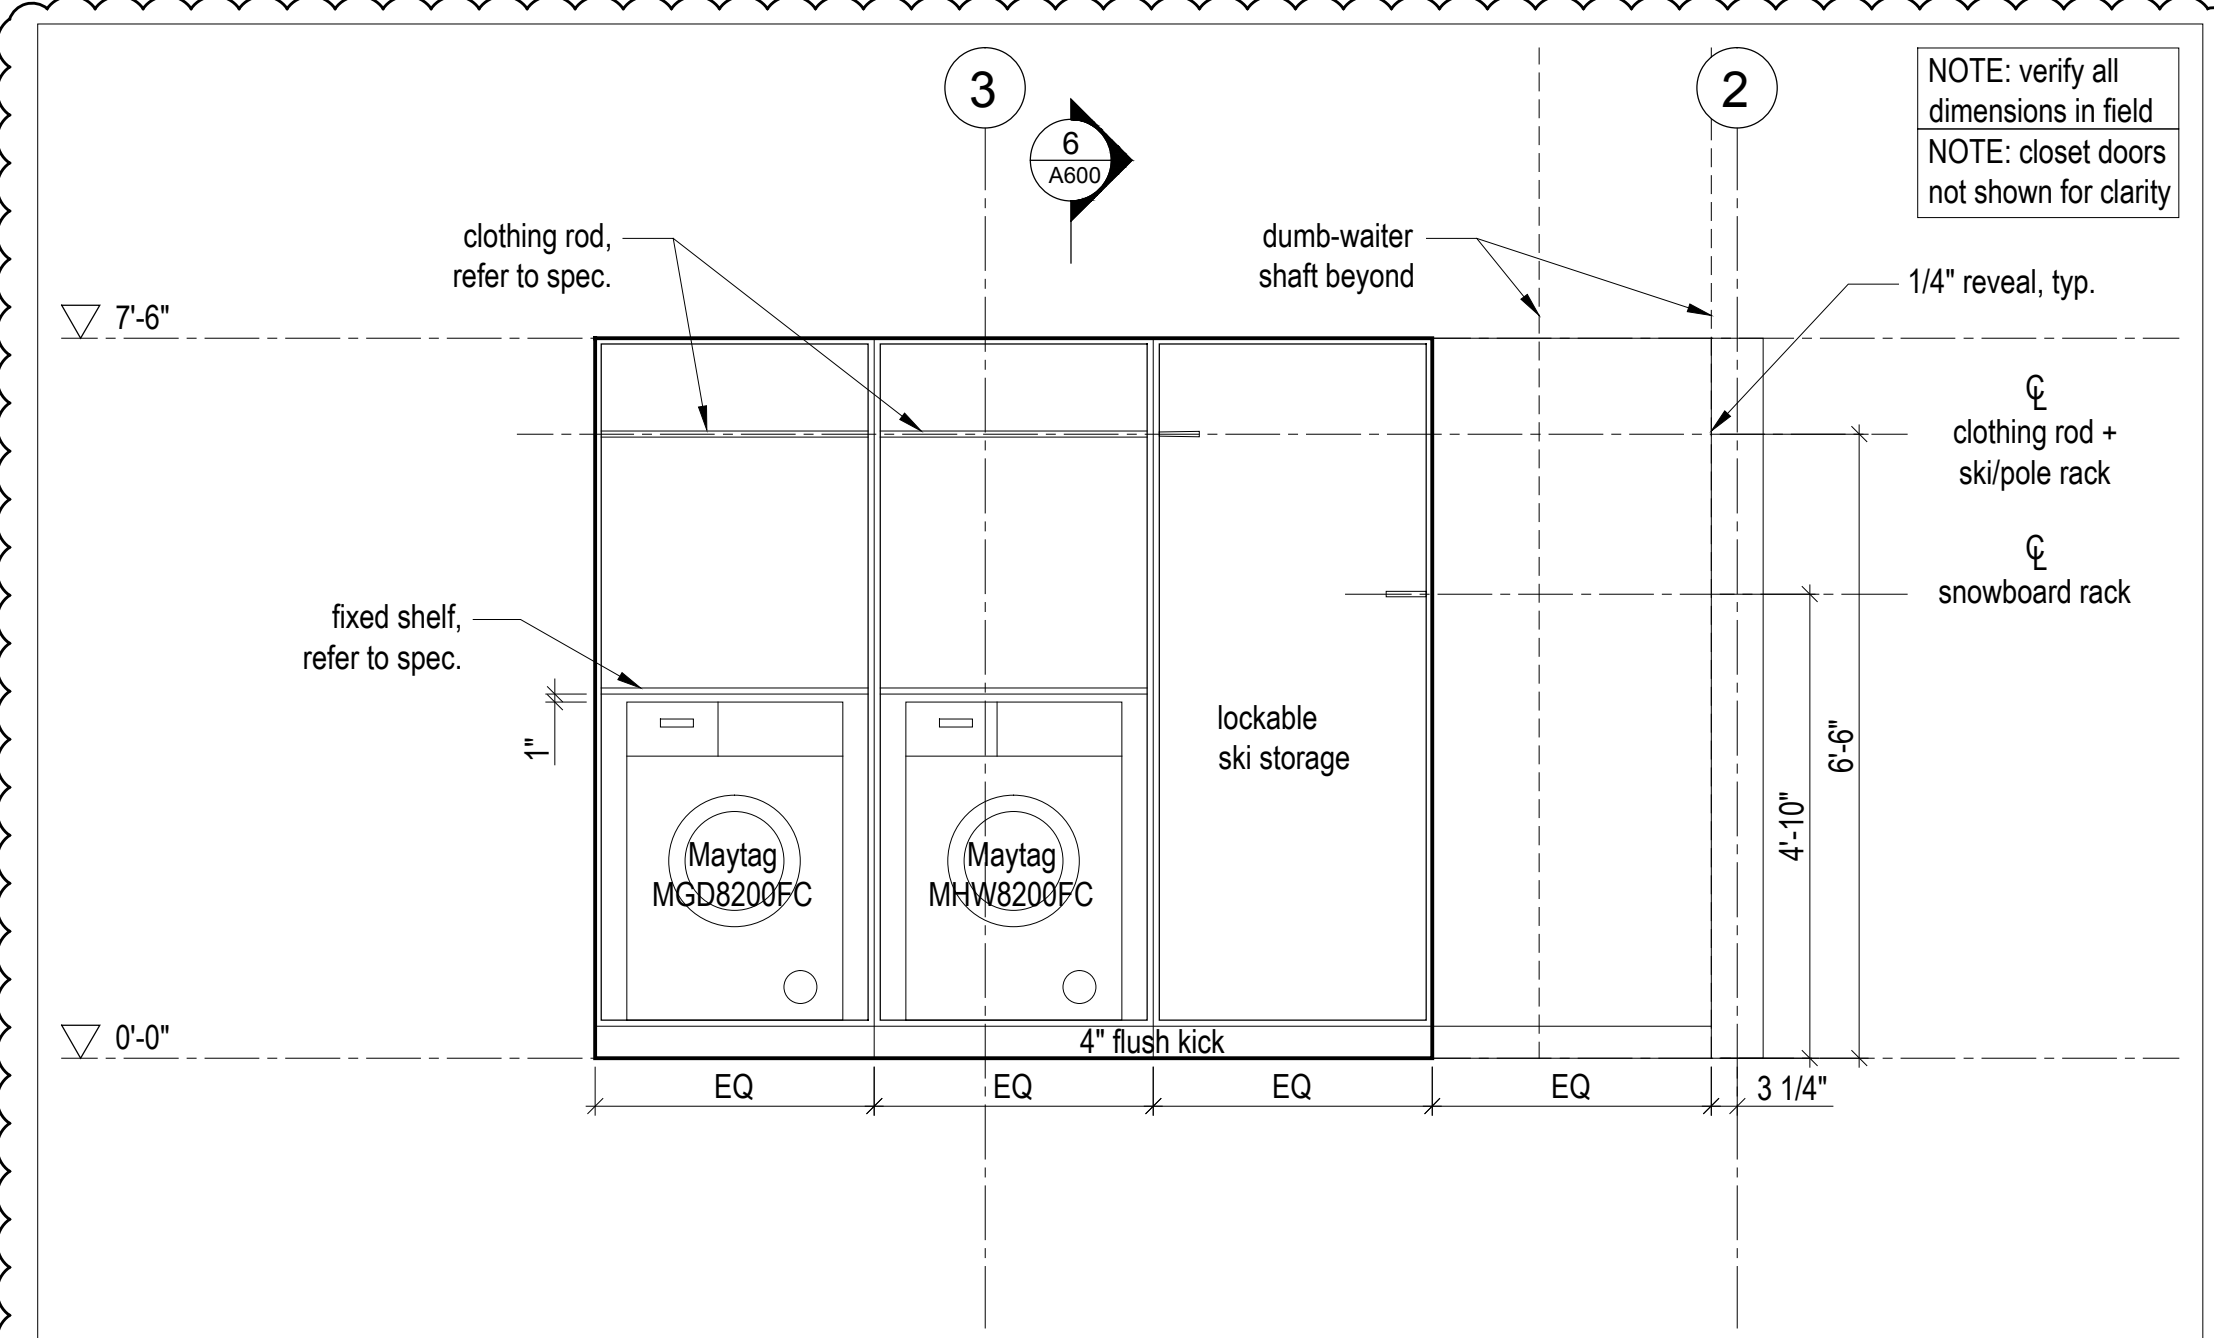 3
2
NOTE: verify all
dimensions in field
NOTE: closet doors
not shown for clarity
6
A600
clothing rod,
refer to spec.
dumb-waiter
shaft beyond
1/4" reveal, typ.
7'-6"
℄
clothing rod +
ski/pole rack
℄
snowboard rack
fixed shelf,
refer to spec.
1"
lockable
ski storage
6'-6"
4'-10"
Maytag
MGD8200FC
Maytag
MHW8200FC
0'-0"
4" flush kick
EQ
EQ
EQ
EQ
3 1/4"